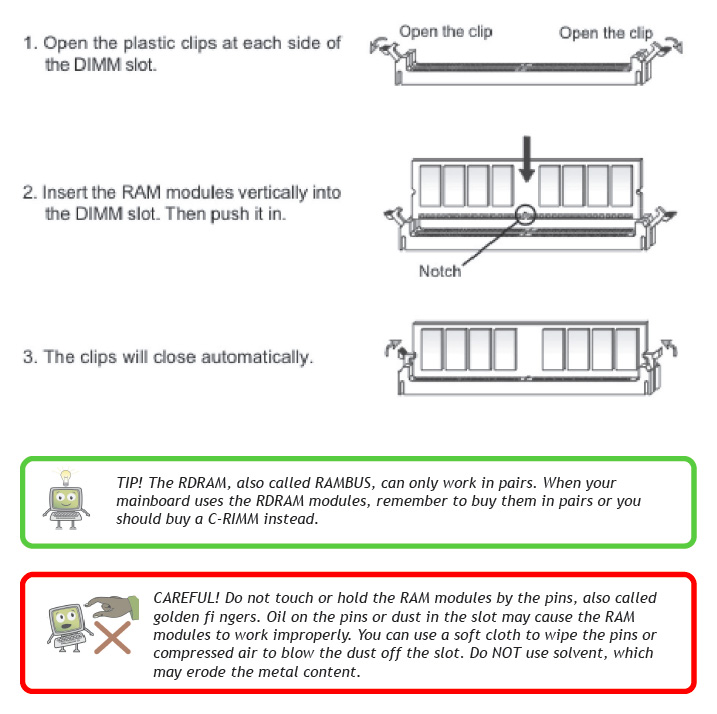 1. Open the plastic clips at each side of
the DIMM slot.
Open the clip
Open the clip
2. Insert the RAM modules vertically into
the DIMM slot. Then push it in.
Notch
3. The clips will close automatically.
TIP! The RDRAM, also called RAMBUS, can only work in pairs. When your
mainboard uses the RDRAM modules, remember to buy them in pairs or you
should buy a C-RIMM instead.
CAREFUL! Do not touch or hold the RAM modules by the pins, also called
golden fi ngers. Oil on the pins or dust in the slot may cause the RAM
modules to work improperly. You can use a soft cloth to wipe the pins or
compressed air to blow the dust off the slot. Do NOT use solvent, which
may erode the metal content.